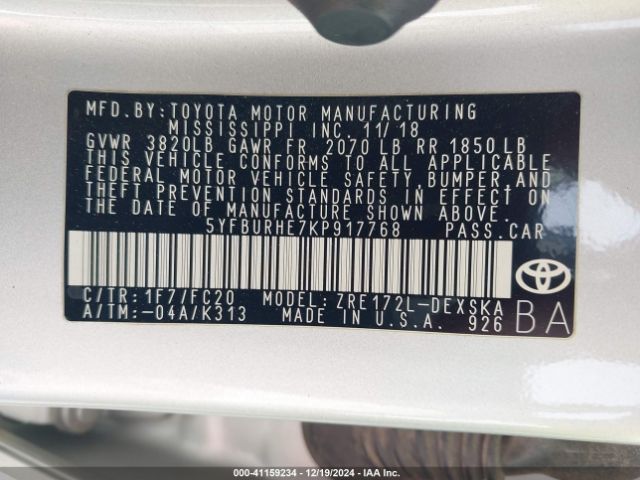 MFD.BY:TOYOTA MOTOR MANUFACTURING
MISSISSIPPI INC. 11/18
GVWR 3820LB GAWR FR 2070 LB RR 1850 LB
THIS VEHICLE CONFORMS TO ALL APPLICABLE
FEDERAL MOTOR VEHICLE SAFETY, BUMPER, AND
THEFT PREVENTION STANDARDS IN EFFECT ON
THE DATE OF MANUFACTURE SHOWN ABOVE.
5YFBURHE7KP917768 PASS.CAR
C/TR: 1F7/FC20 MODEL: ZRE172L-DEXSKA
A/TM:-04A/K313 MADE IN U.S.A. 926
BA
000-41159234 - 12/19/2024 - IAA Inc.